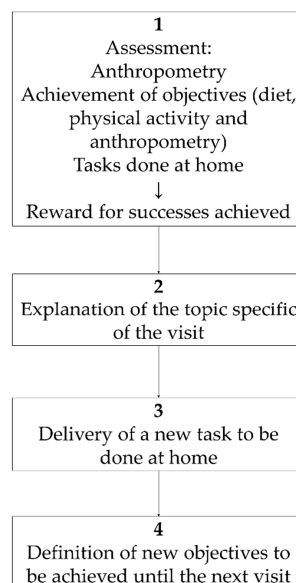 1
Assessment:
Anthropometry
Achievement of objectives (diet,
physical activity and
anthropometry)
Tasks done at home
↓
Reward for successes achieved
2
Explanation of the topic specific
of the visit
3
Delivery of a new task to be
done at home
4
Definition of new objectives to
be achieved until the next visit